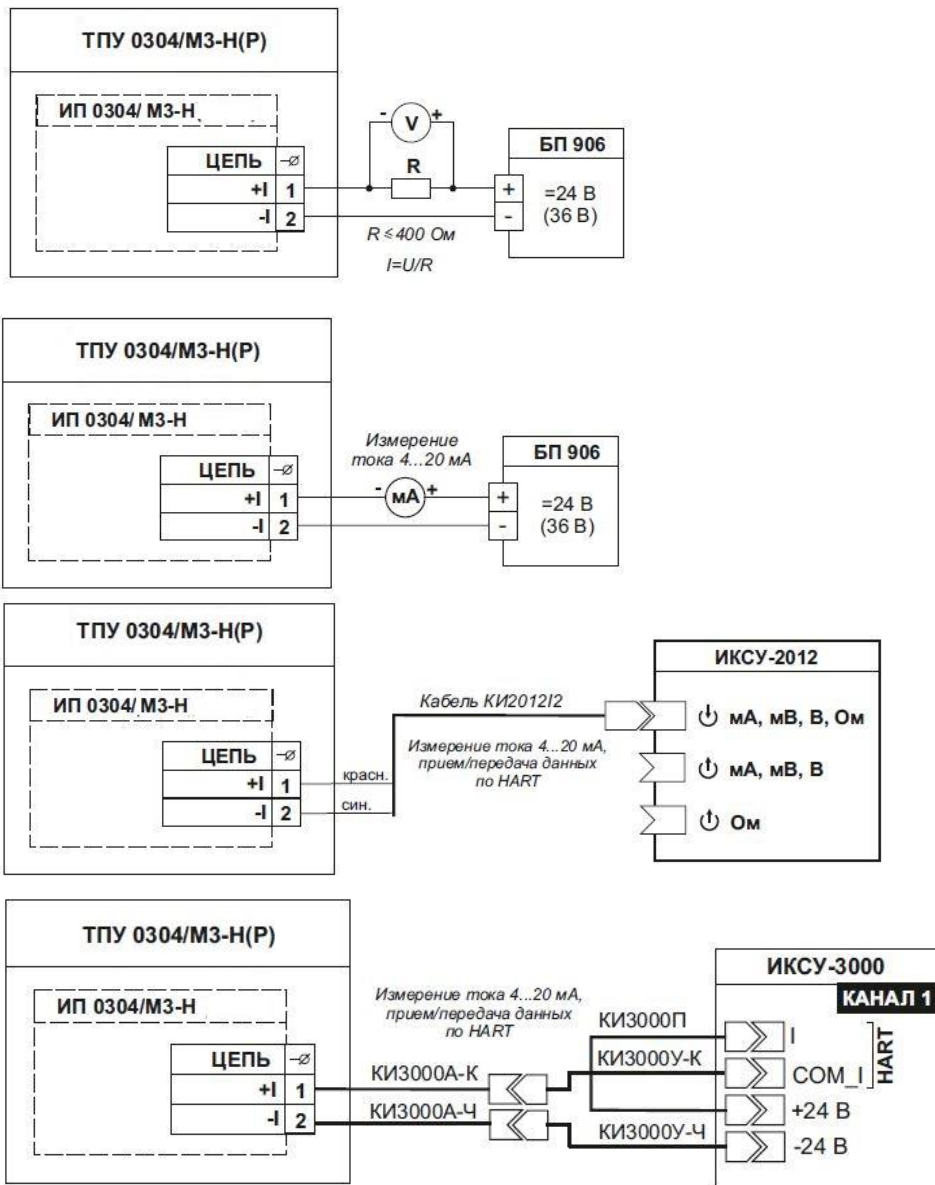 ТПУ 0304/М3-Н(Р)
ИП 0304/ М3-Н
ЦЕПЬ
+I 1
-I 2
- V +
R
R ≤ 400 Ом
I=U/R
БП 906
+
-
=24 В
(36 В)
ТПУ 0304/М3-Н(Р)
ИП 0304/ М3-Н
ЦЕПЬ
+I 1
-I 2
Измерение
тока 4...20 мА
- мА +
БП 906
+
-
=24 В
(36 В)
ТПУ 0304/М3-Н(Р)
ИП 0304/ М3-Н
ЦЕПЬ
+I 1
-I 2
красн.
син.
Кабель КИ2012I2
Измерение тока 4...20 мА,
прием/передача данных
по HART
ИКСУ-2012
мА, мВ, В, Ом
мА, мВ, В
Ом
ТПУ 0304/М3-Н(Р)
ИП 0304/М3-Н
ЦЕПЬ
+I 1
-I 2
Измерение тока 4...20 мА,
прием/передача данных
по HART
КИ3000А-К
КИ3000А-Ч
КИ3000П
КИ3000У-К
КИ3000У-Ч
ИКСУ-3000
КАНАЛ 1
I
COM_I
HART
+24 В
-24 В